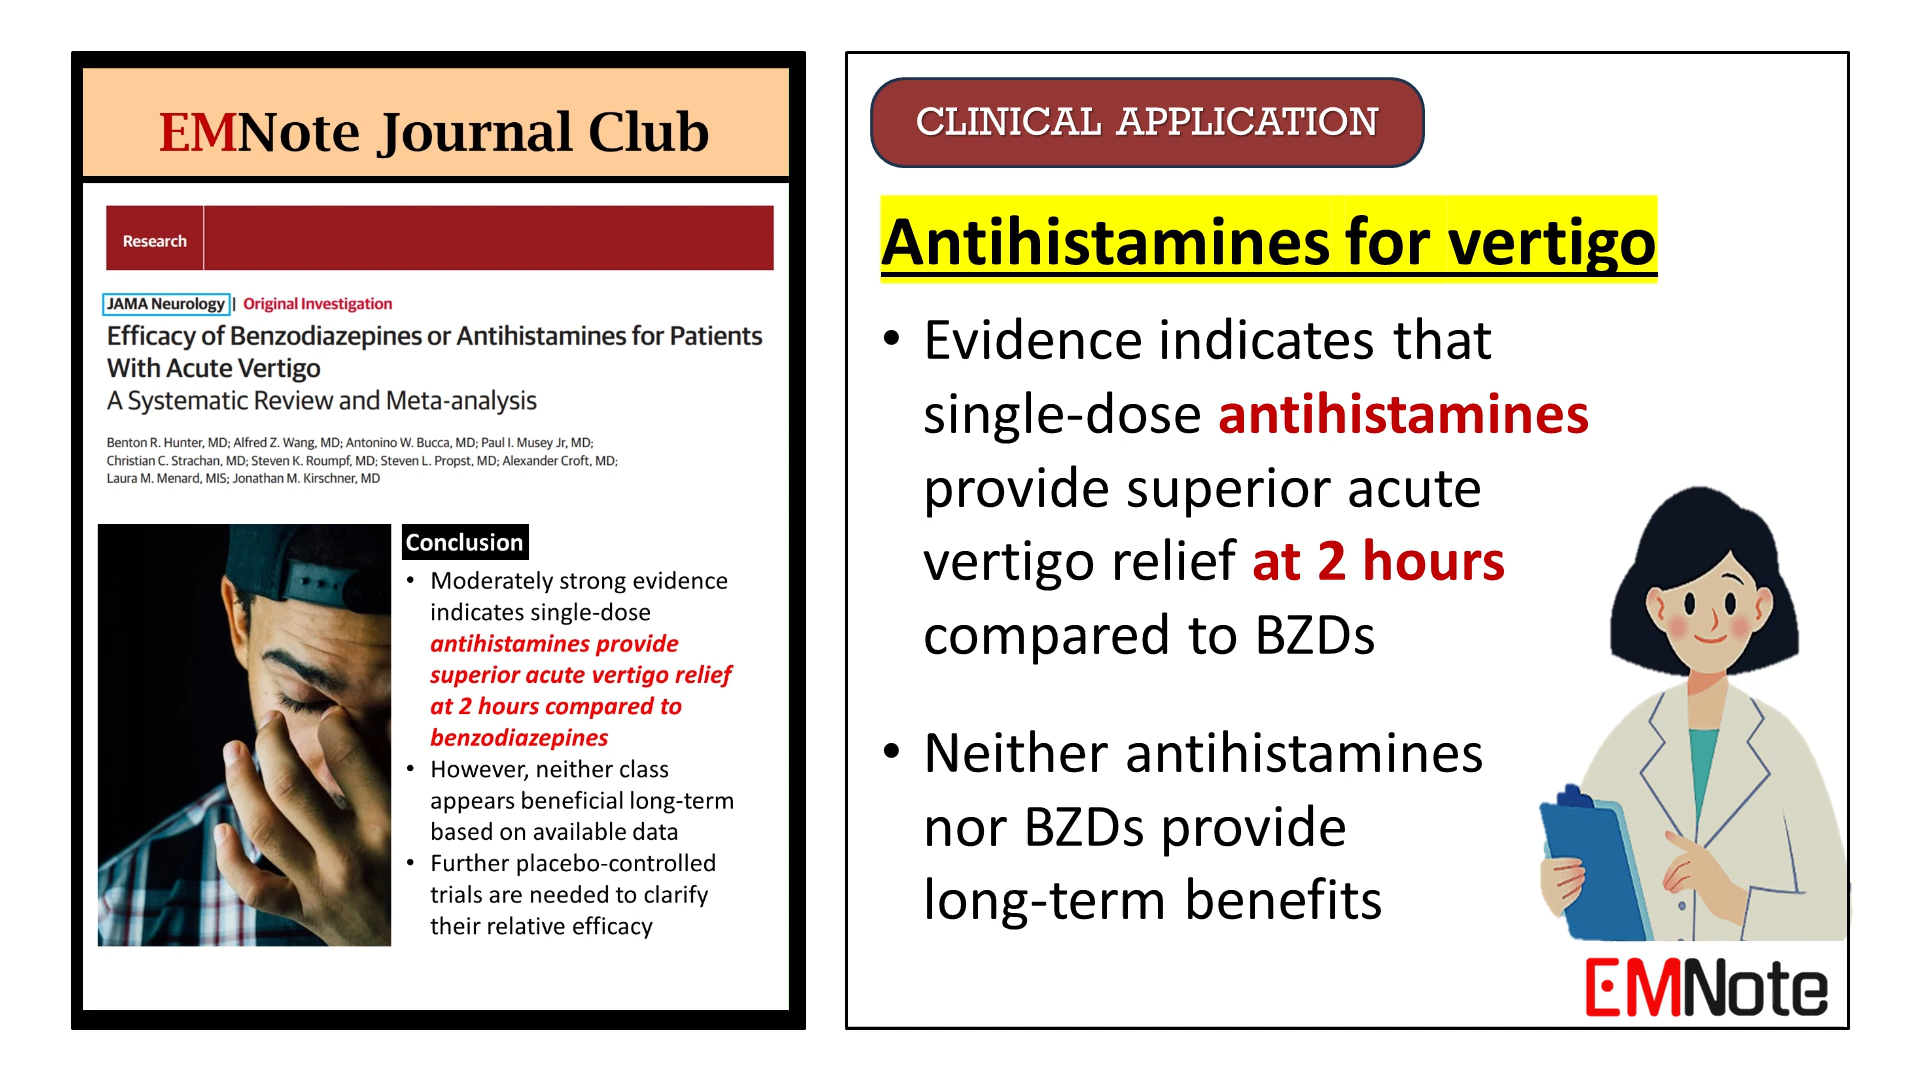 EMNote Journal Club
Research
JAMA Neurology | Original Investigation
Efficacy of Benzodiazepines or Antihistamines for Patients
With Acute Vertigo
A Systematic Review and Meta-analysis
Benton R. Hunter, MD; Alfred Z. Wang, MD; Antonino W. Bucca, MD; Paul I. Musey Jr, MD;
Christian C. Strachan, MD; Steven K. Roumpf, MD; Steven L. Propst, MD; Alexander Croft, MD;
Laura M. Menard, MIS; Jonathan M. Kirschner, MD
Conclusion
• Moderately strong evidence
indicates single-dose
antihistamines provide
superior acute vertigo relief
at 2 hours compared to
benzodiazepines
• However, neither class
appears beneficial long-term
based on available data
• Further placebo-controlled
trials are needed to clarify
their relative efficacy
CLINICAL APPLICATION
Antihistamines for vertigo
• Evidence indicates that
single-dose antihistamines
provide superior acute
vertigo relief at 2 hours
compared to BZDs
• Neither antihistamines
nor BZDs provide
long-term benefits
EMNote